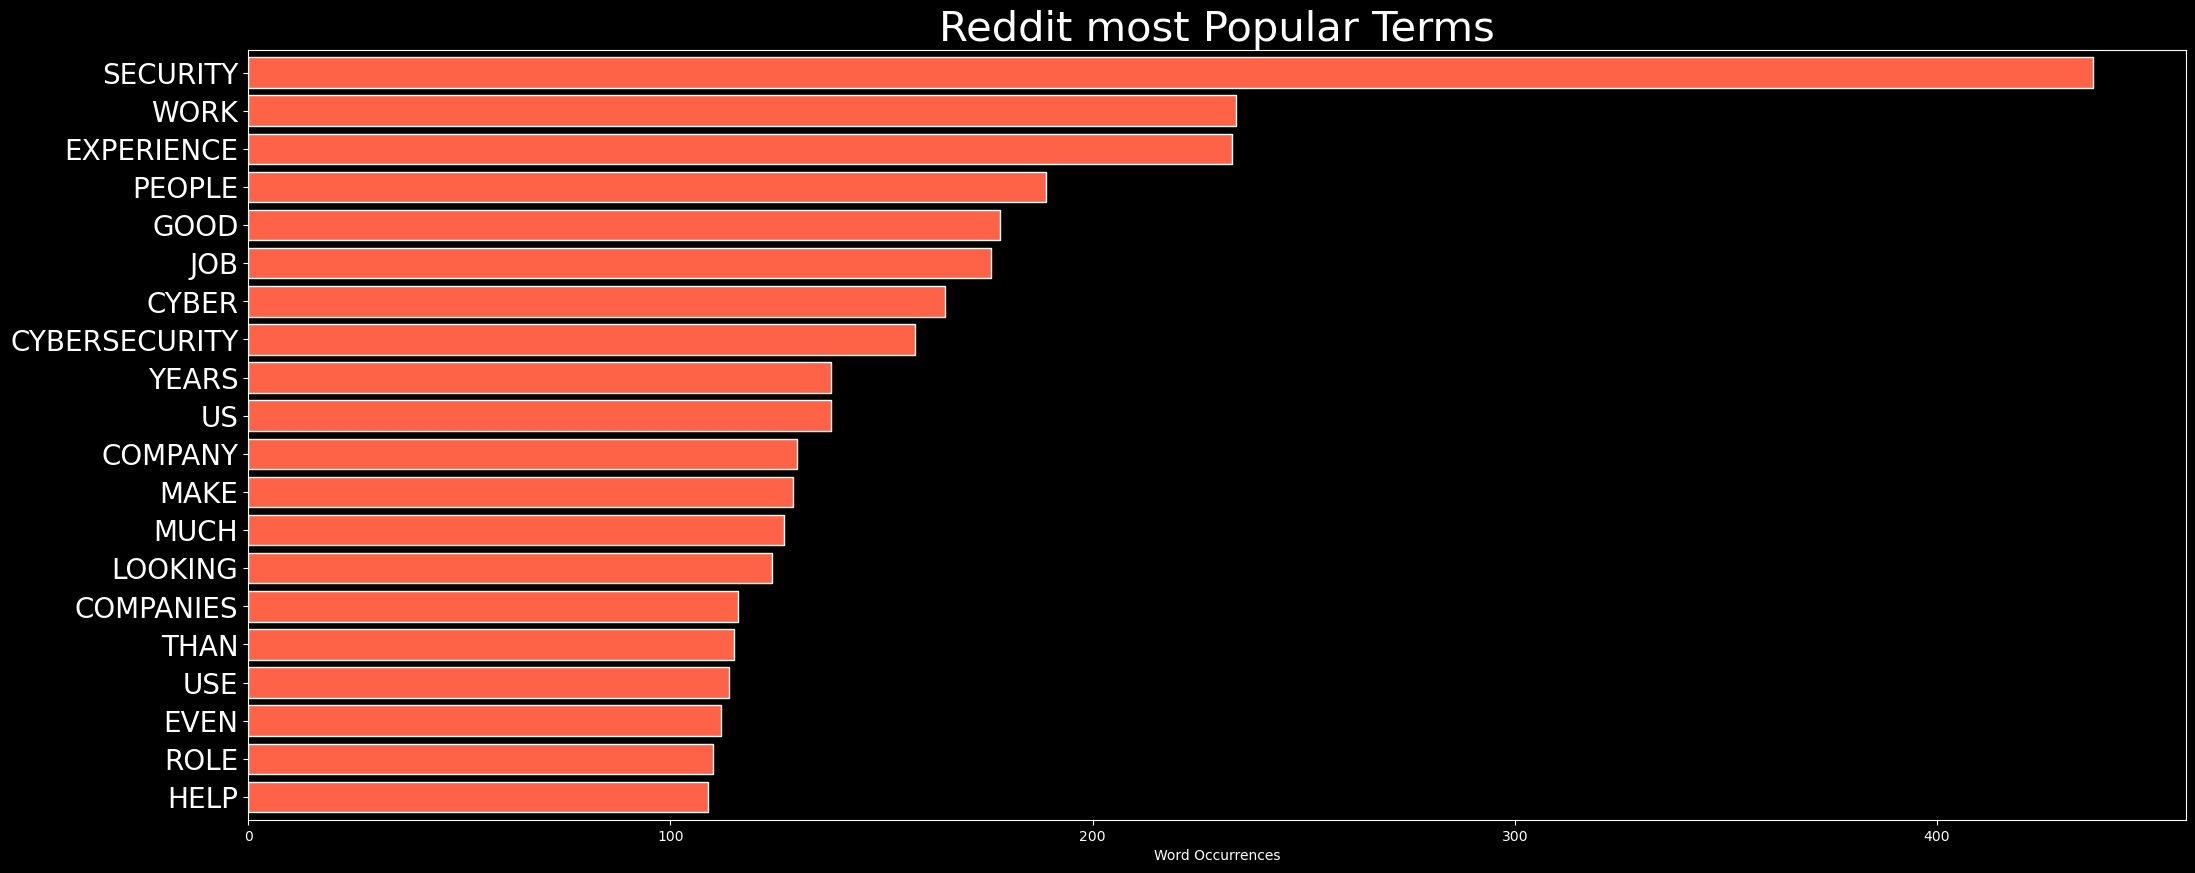 Reddit most Popular Terms
SECURITY
WORK
EXPERIENCE
PEOPLE
GOOD
JOB
CYBER
CYBERSECURITY
YEARS
US
COMPANY
MAKE
MUCH
LOOKING
COMPANIES
THAN
USE
EVEN
ROLE
HELP
0 100 200 300 400
Word Occurrences